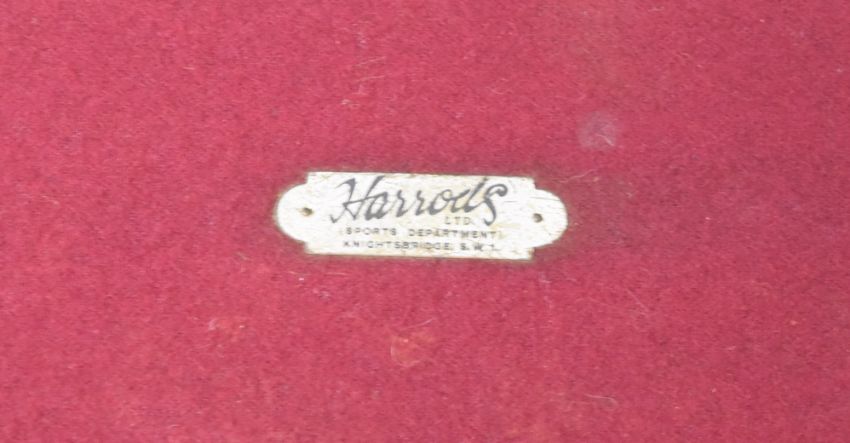 Harrods
LTD.
(SPORTS DEPARTMENT)
KNIGHTSBRIDGE, S.W.1.